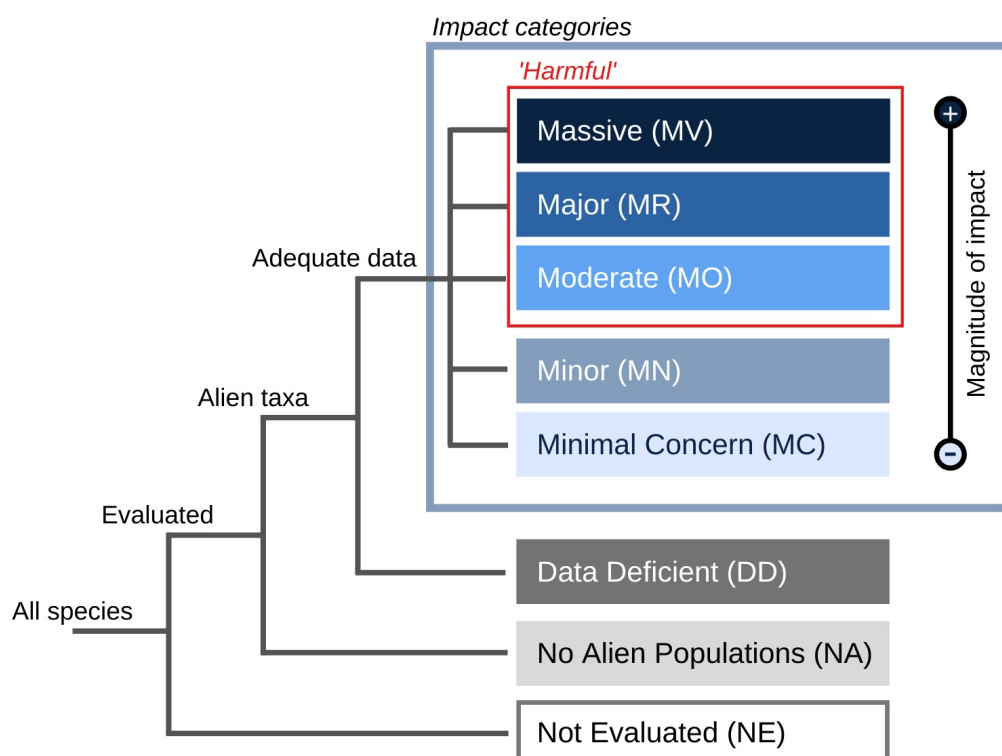 Impact categories
'Harmful'
Massive (MV)
+
Major (MR)
Moderate (MO)
Magnitude of impact
Adequate data
Minor (MN)
Alien taxa
Minimal Concern (MC)
-
Evaluated
Data Deficient (DD)
All species
No Alien Populations (NA)
Not Evaluated (NE)